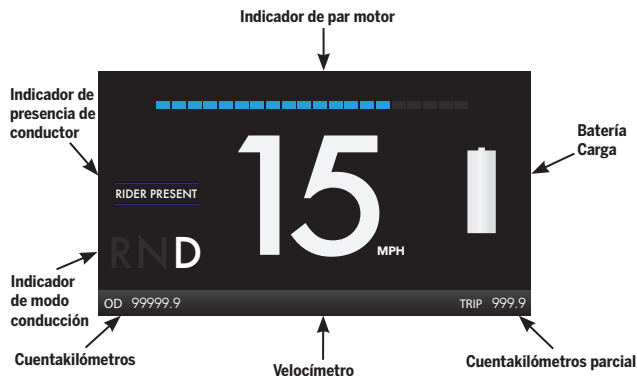 Indicador de par motor
Indicador de
presencia de
conductor
Batería
Carga
15
RIDER PRESENT
MPH
RND
Indicador
de modo
conducción
OD 99999.9
TRIP 999.9
Cuentakilómetros
Velocímetro
Cuentakilómetros parcial